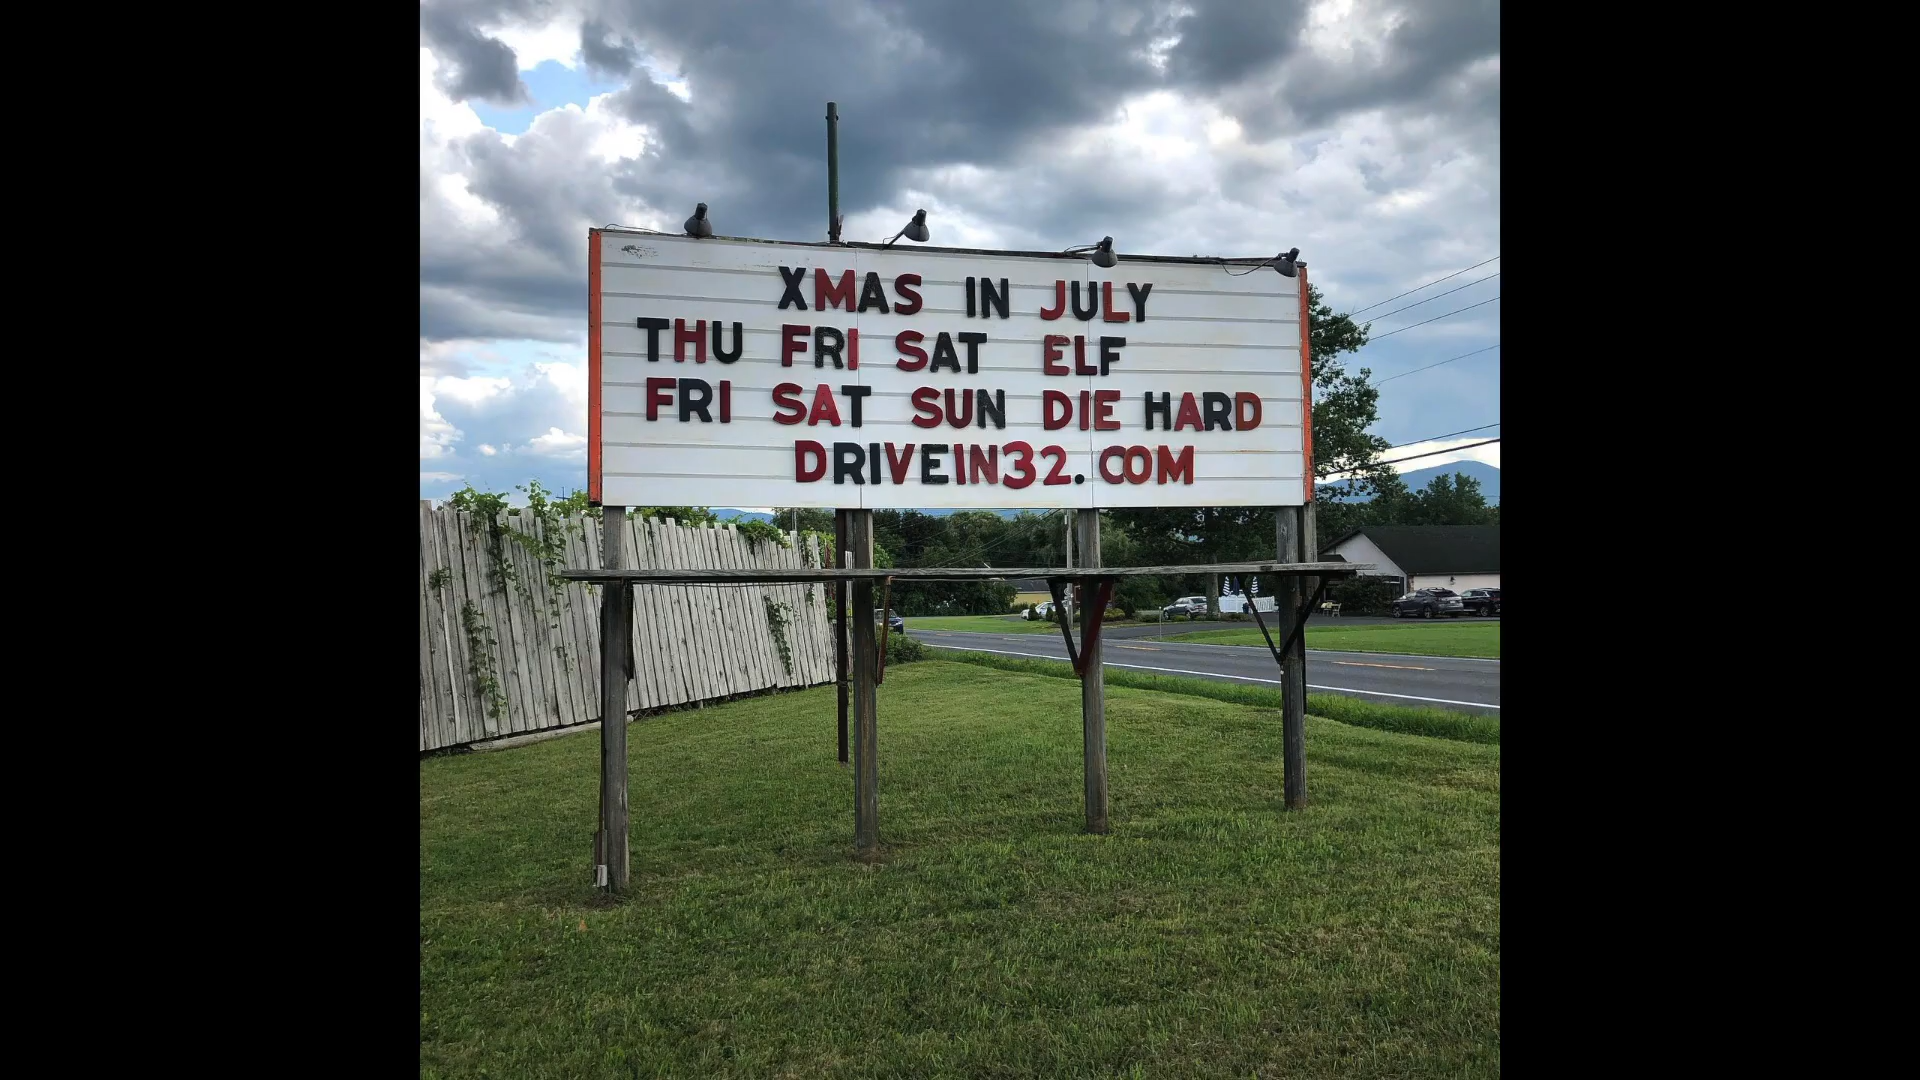 XMAS IN JULY
THU FRI SAT ELF
FRI SAT SUN DIE HARD
DRIVEIN32.COM